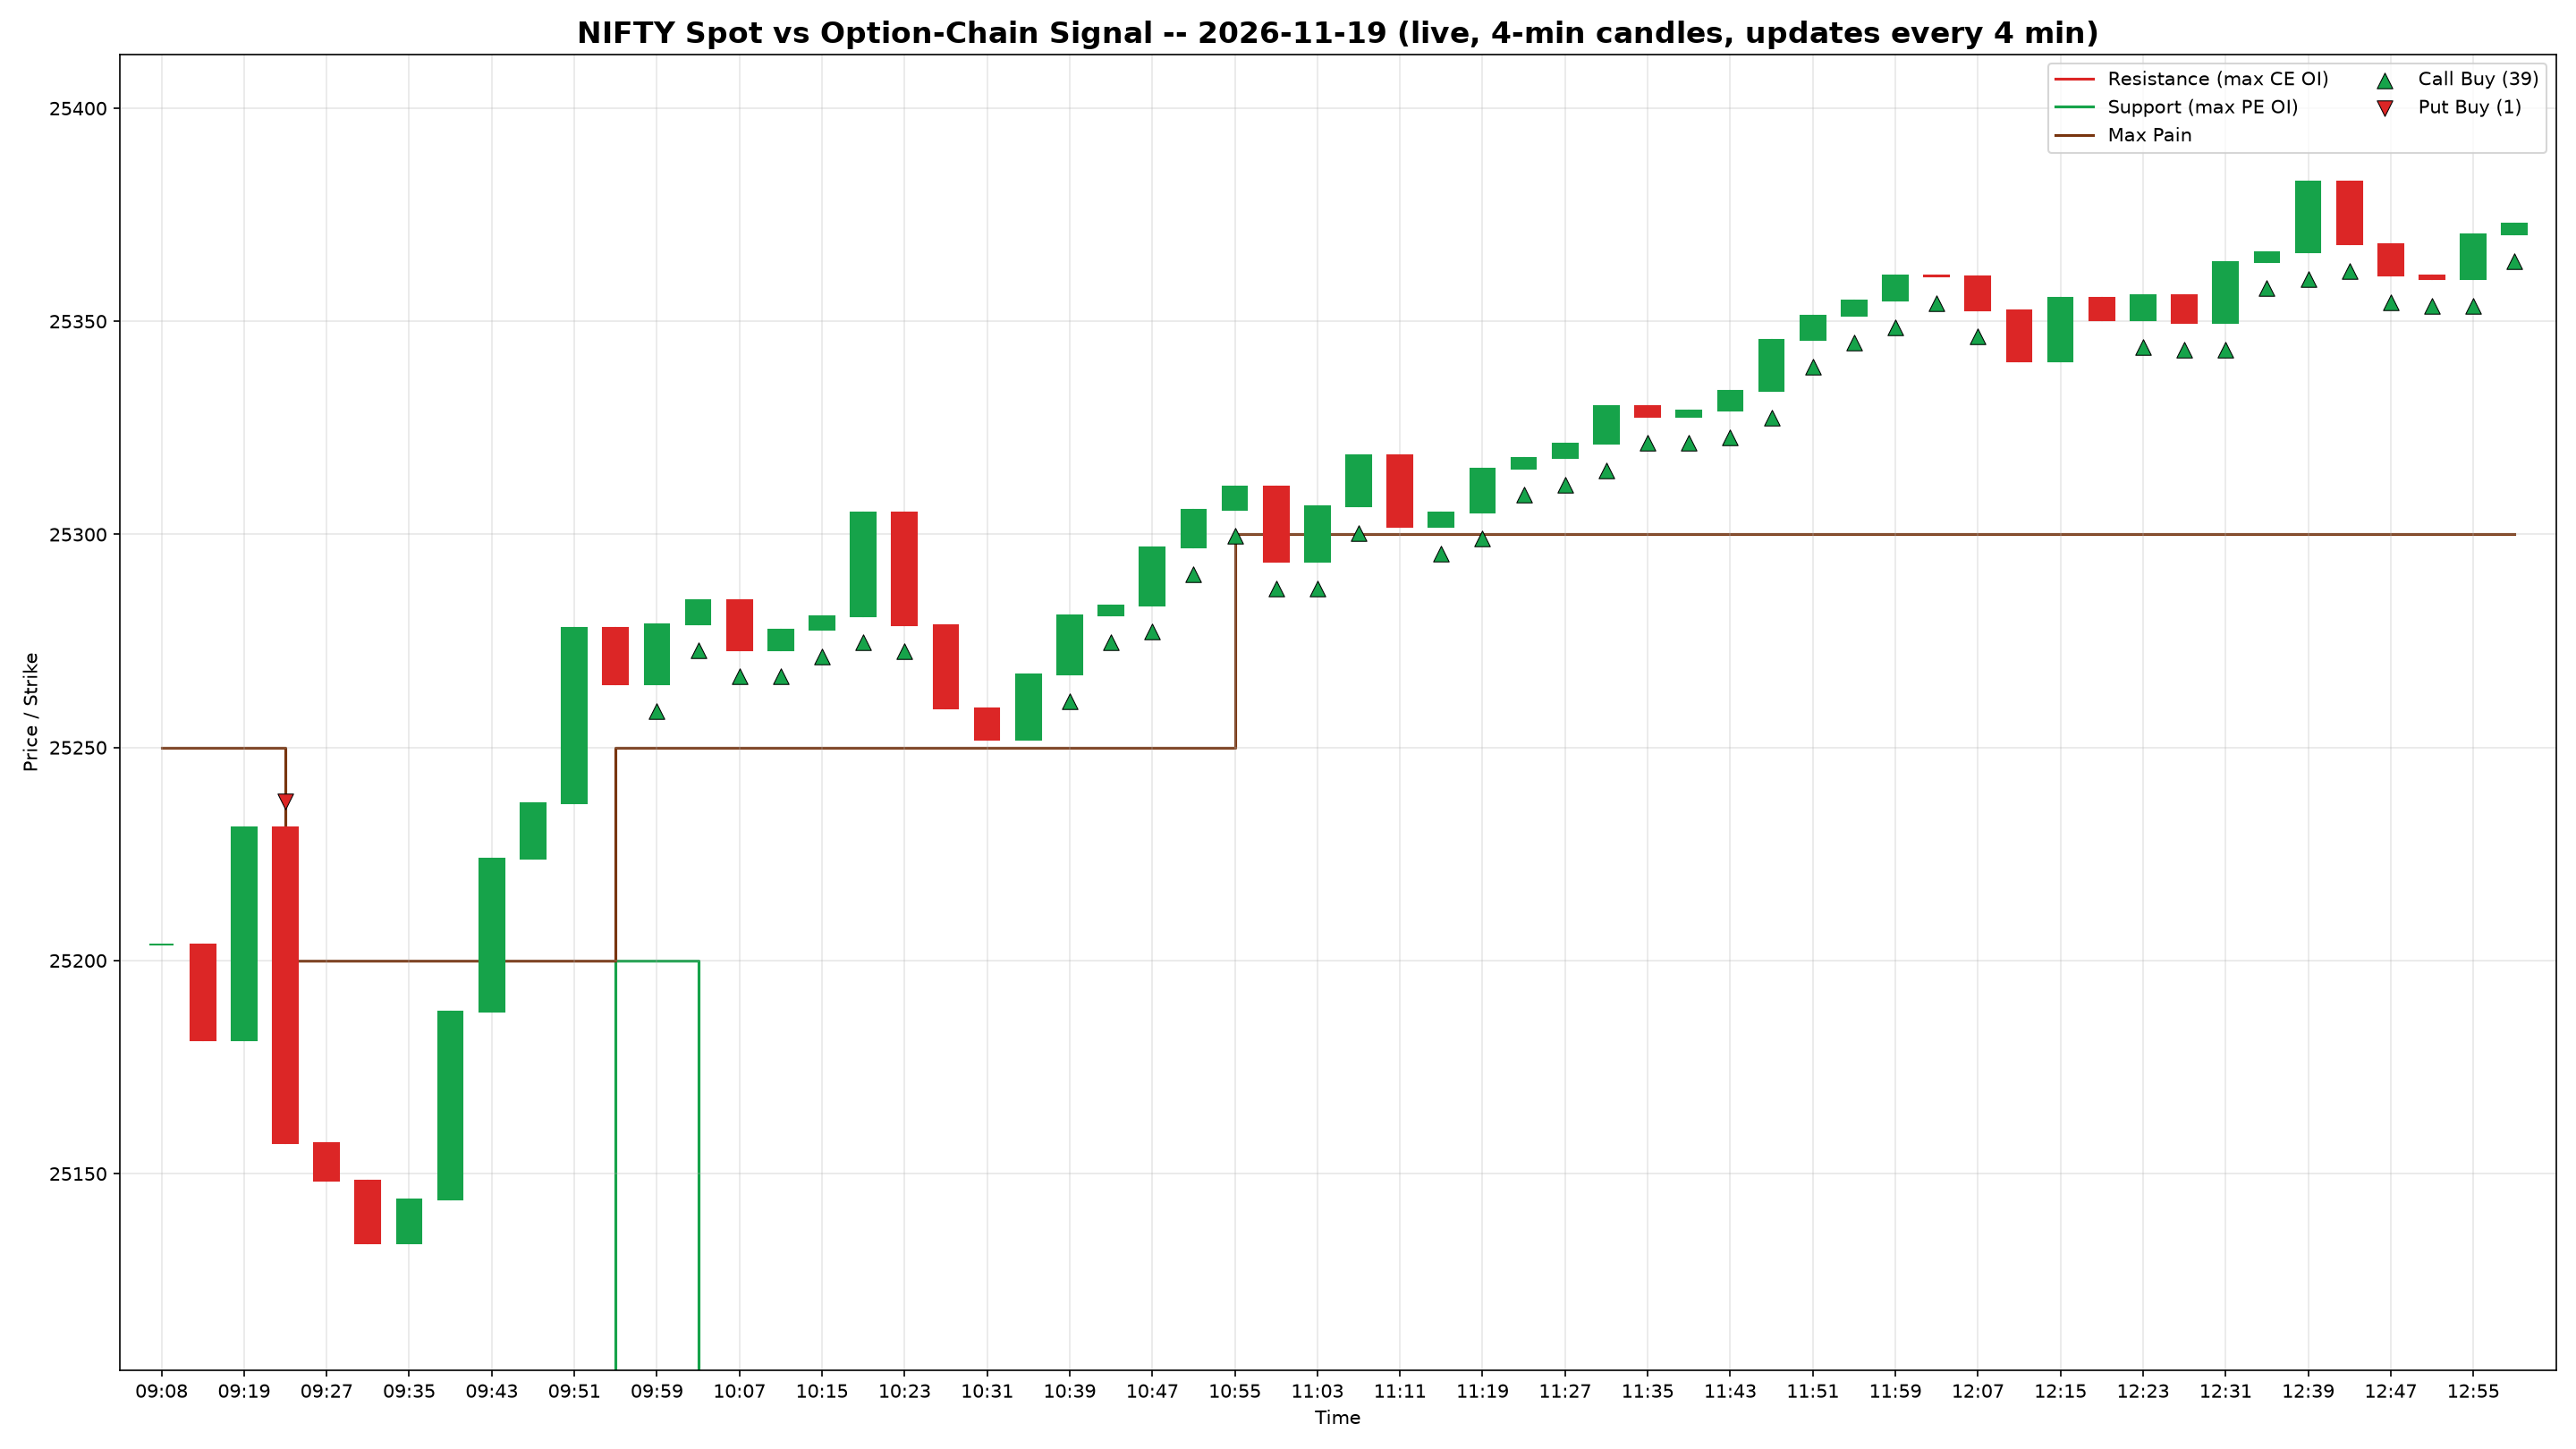 NIFTY Spot vs Option-Chain Signal -- 2026-11-19 (live, 4-min candles, updates every 4 min)
Resistance (max CE OI)
Support (max PE OI)
Max Pain
Call Buy (39)
Put Buy (1)
Price / Strike
25400
25350
25300
25250
25200
25150
09:08 09:19 09:27 09:35 09:43 09:51 09:59 10:07 10:15 10:23 10:31 10:39 10:47 10:55 11:03 11:11 11:19 11:27 11:35 11:43 11:51 11:59 12:07 12:15 12:23 12:31 12:39 12:47 12:55
Time